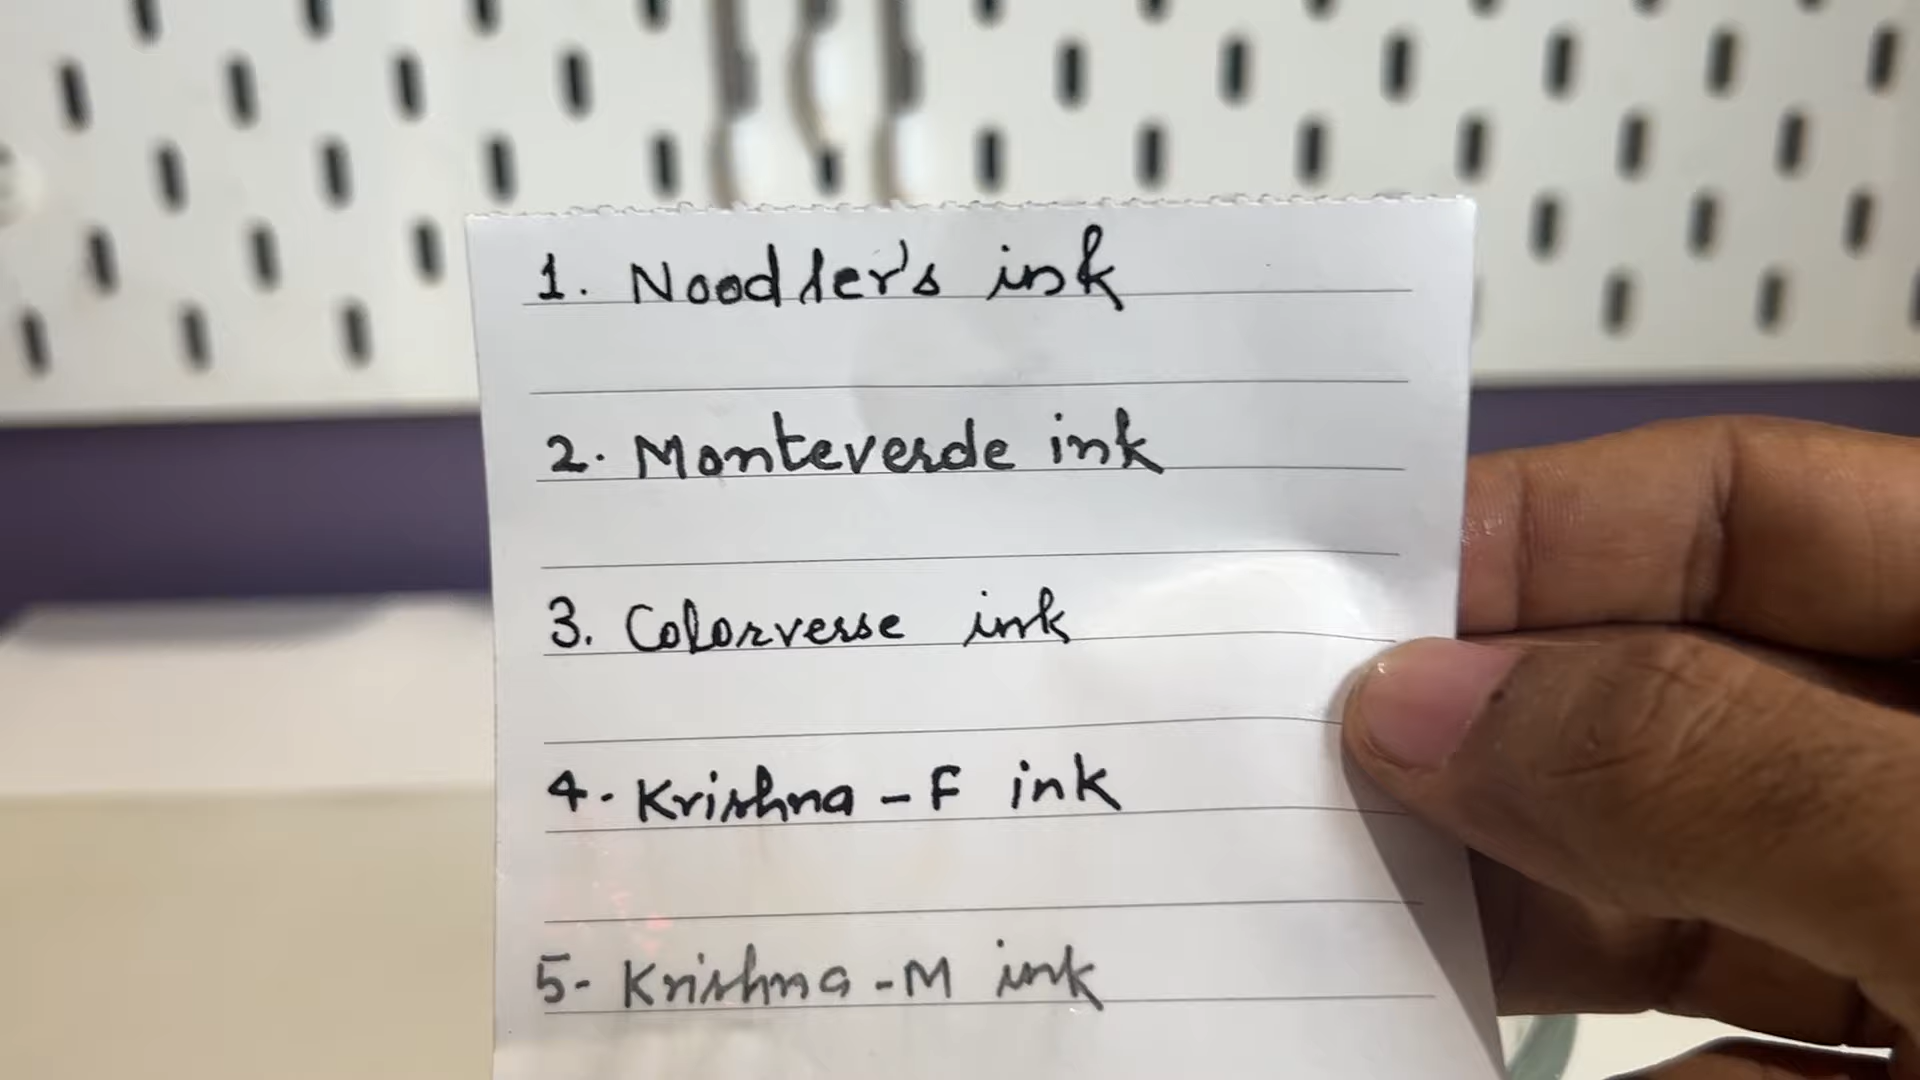 1. Noodler's ink
2. Monteverde ink
3. Colorverse ink
4. Krishna - F ink
5- Krishna - M ink